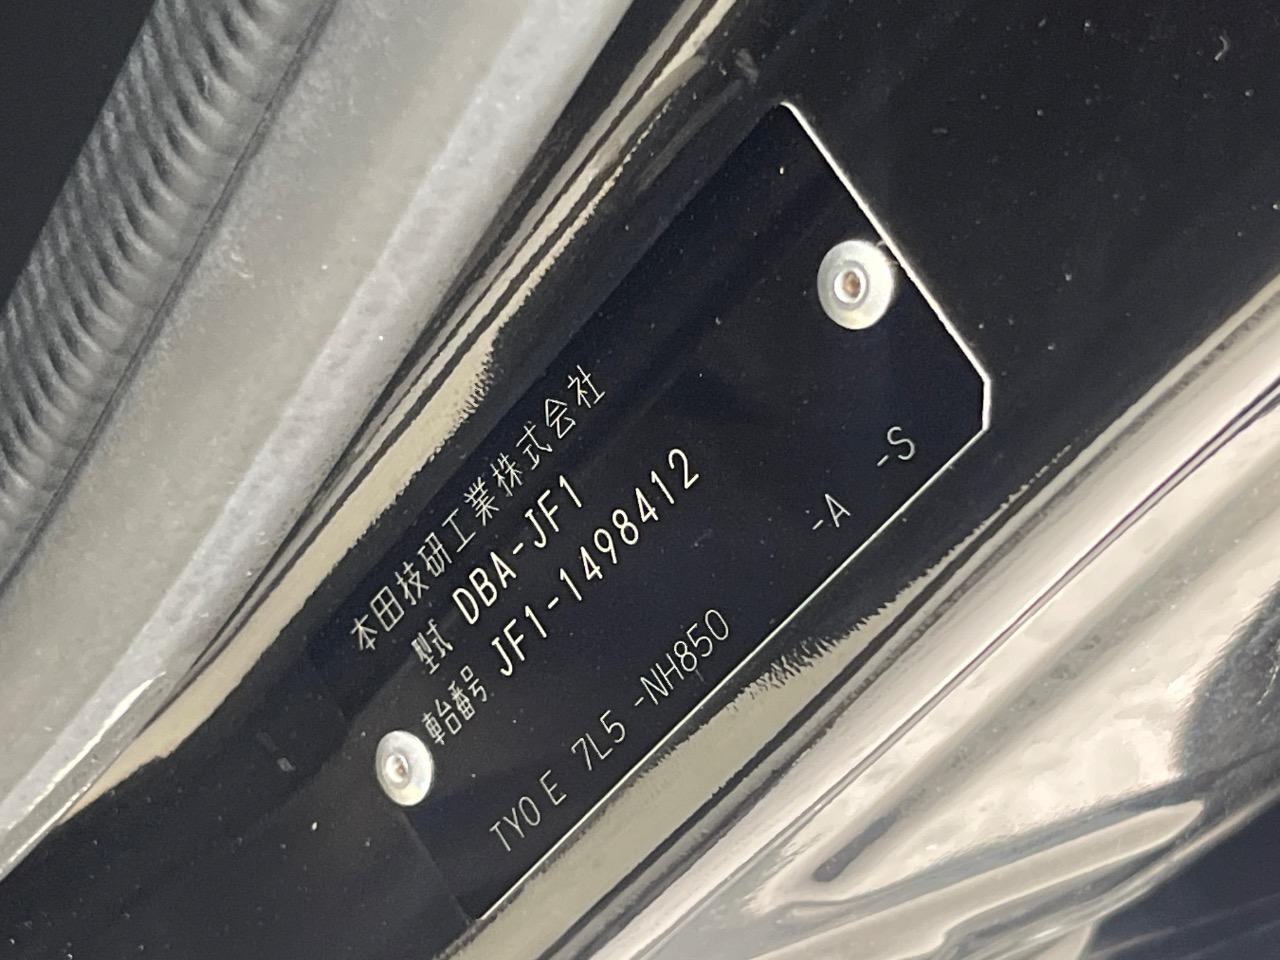 本田技研工業株式会社
型式 DBA-JF1
車台番号 JF1-1498412
TY0 E 7L5 -NH850 -A -S